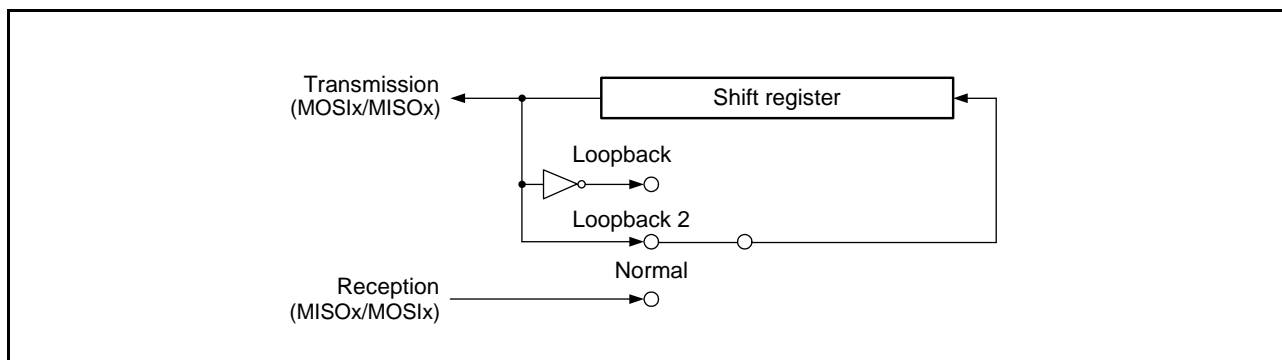 Transmission
(MOSIx/MISOx)
Shift register
Loopback
Loopback 2
Normal
Reception
(MISOx/MOSIx)